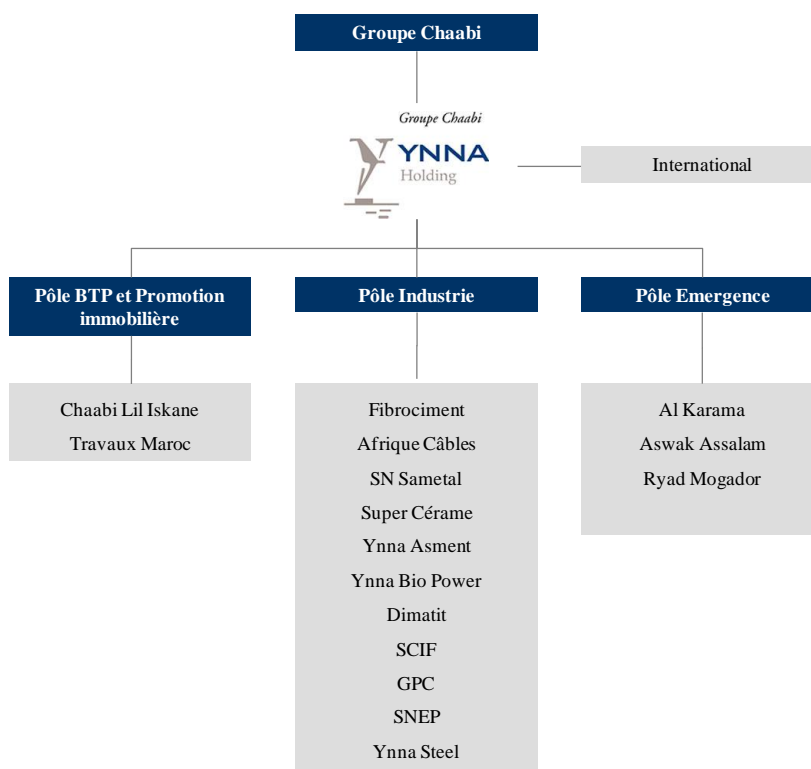 Groupe Chaabi
Groupe Chaabi
YNNA
Holding
International
Pôle BTP et Promotion
immobilière
Pôle Industrie
Pôle Emergence
Chaabi Lil Iskane
Travaux Maroc
Fibrociment
Afrique Câbles
SN Sametal
Super Cérame
Ynna Asment
Ynna Bio Power
Dimatit
SCIF
GPC
SNEP
Ynna Steel
Al Karama
Aswak Assalam
Ryad Mogador